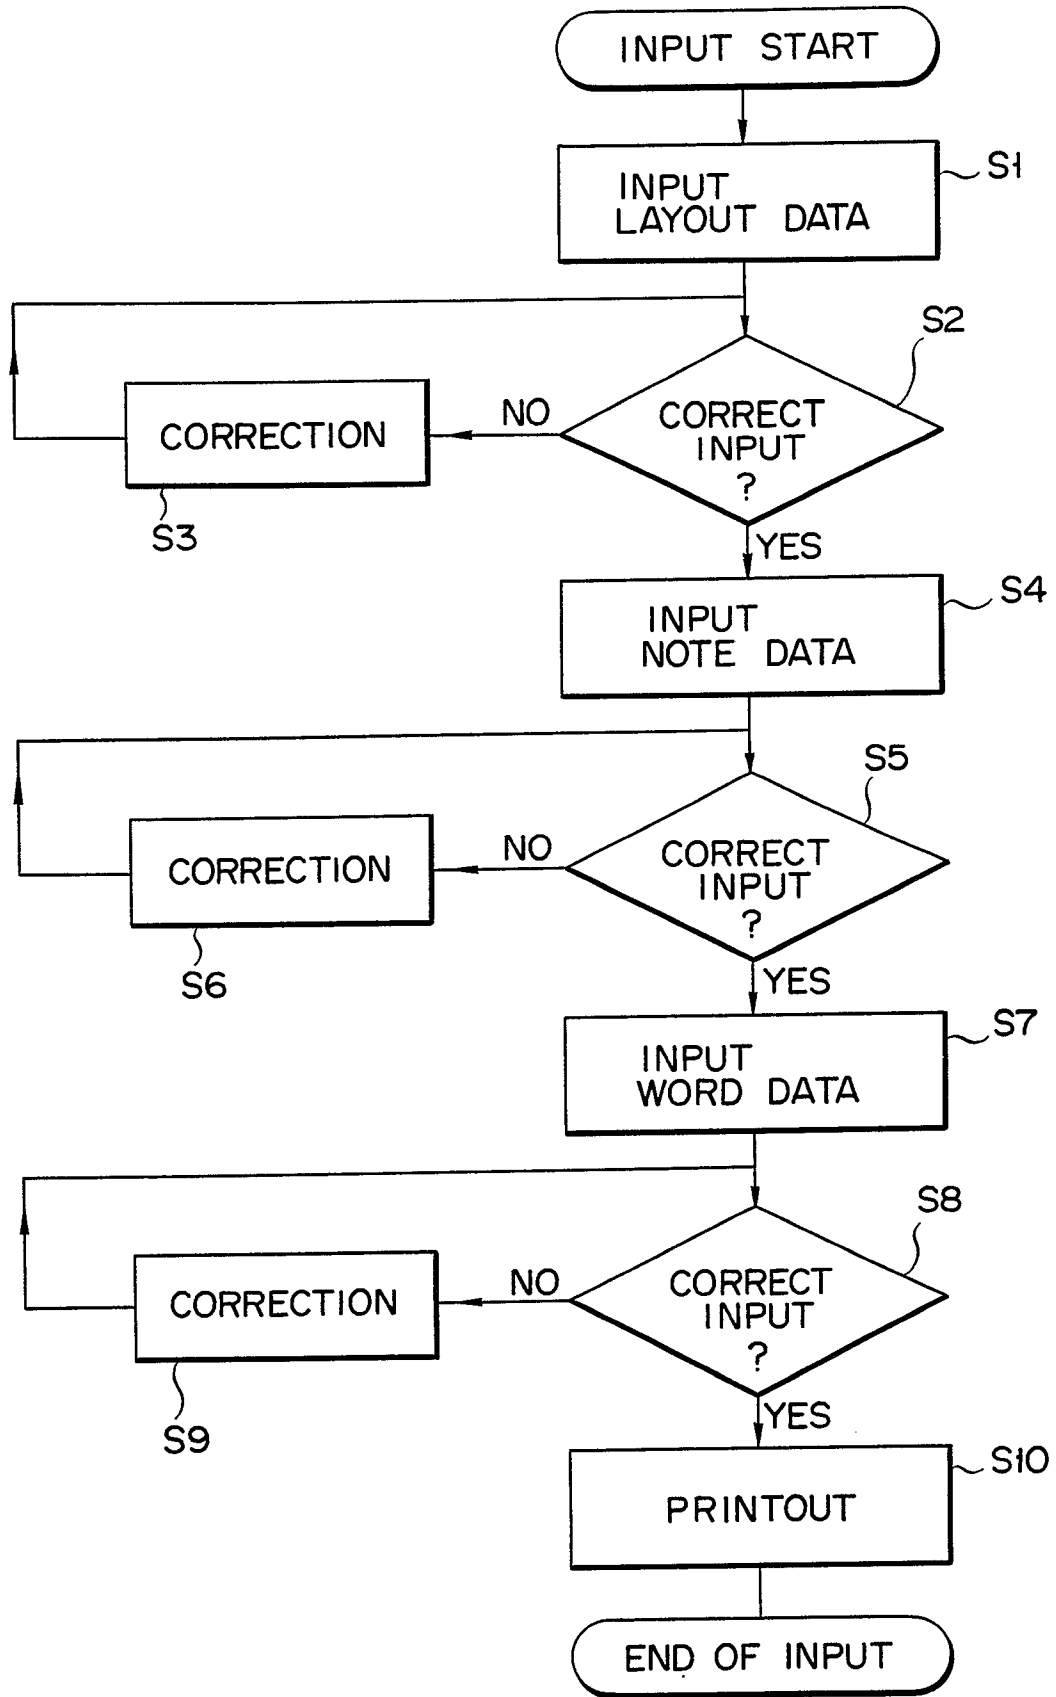 INPUT START
S1
INPUT
LAYOUT DATA
S2
CORRECT
INPUT
?
NO
CORRECTION
S3
YES
S4
INPUT
NOTE DATA
S5
CORRECT
INPUT
?
NO
CORRECTION
S6
YES
S7
INPUT
WORD DATA
S8
CORRECT
INPUT
?
NO
CORRECTION
S9
YES
S10
PRINTOUT
END OF INPUT